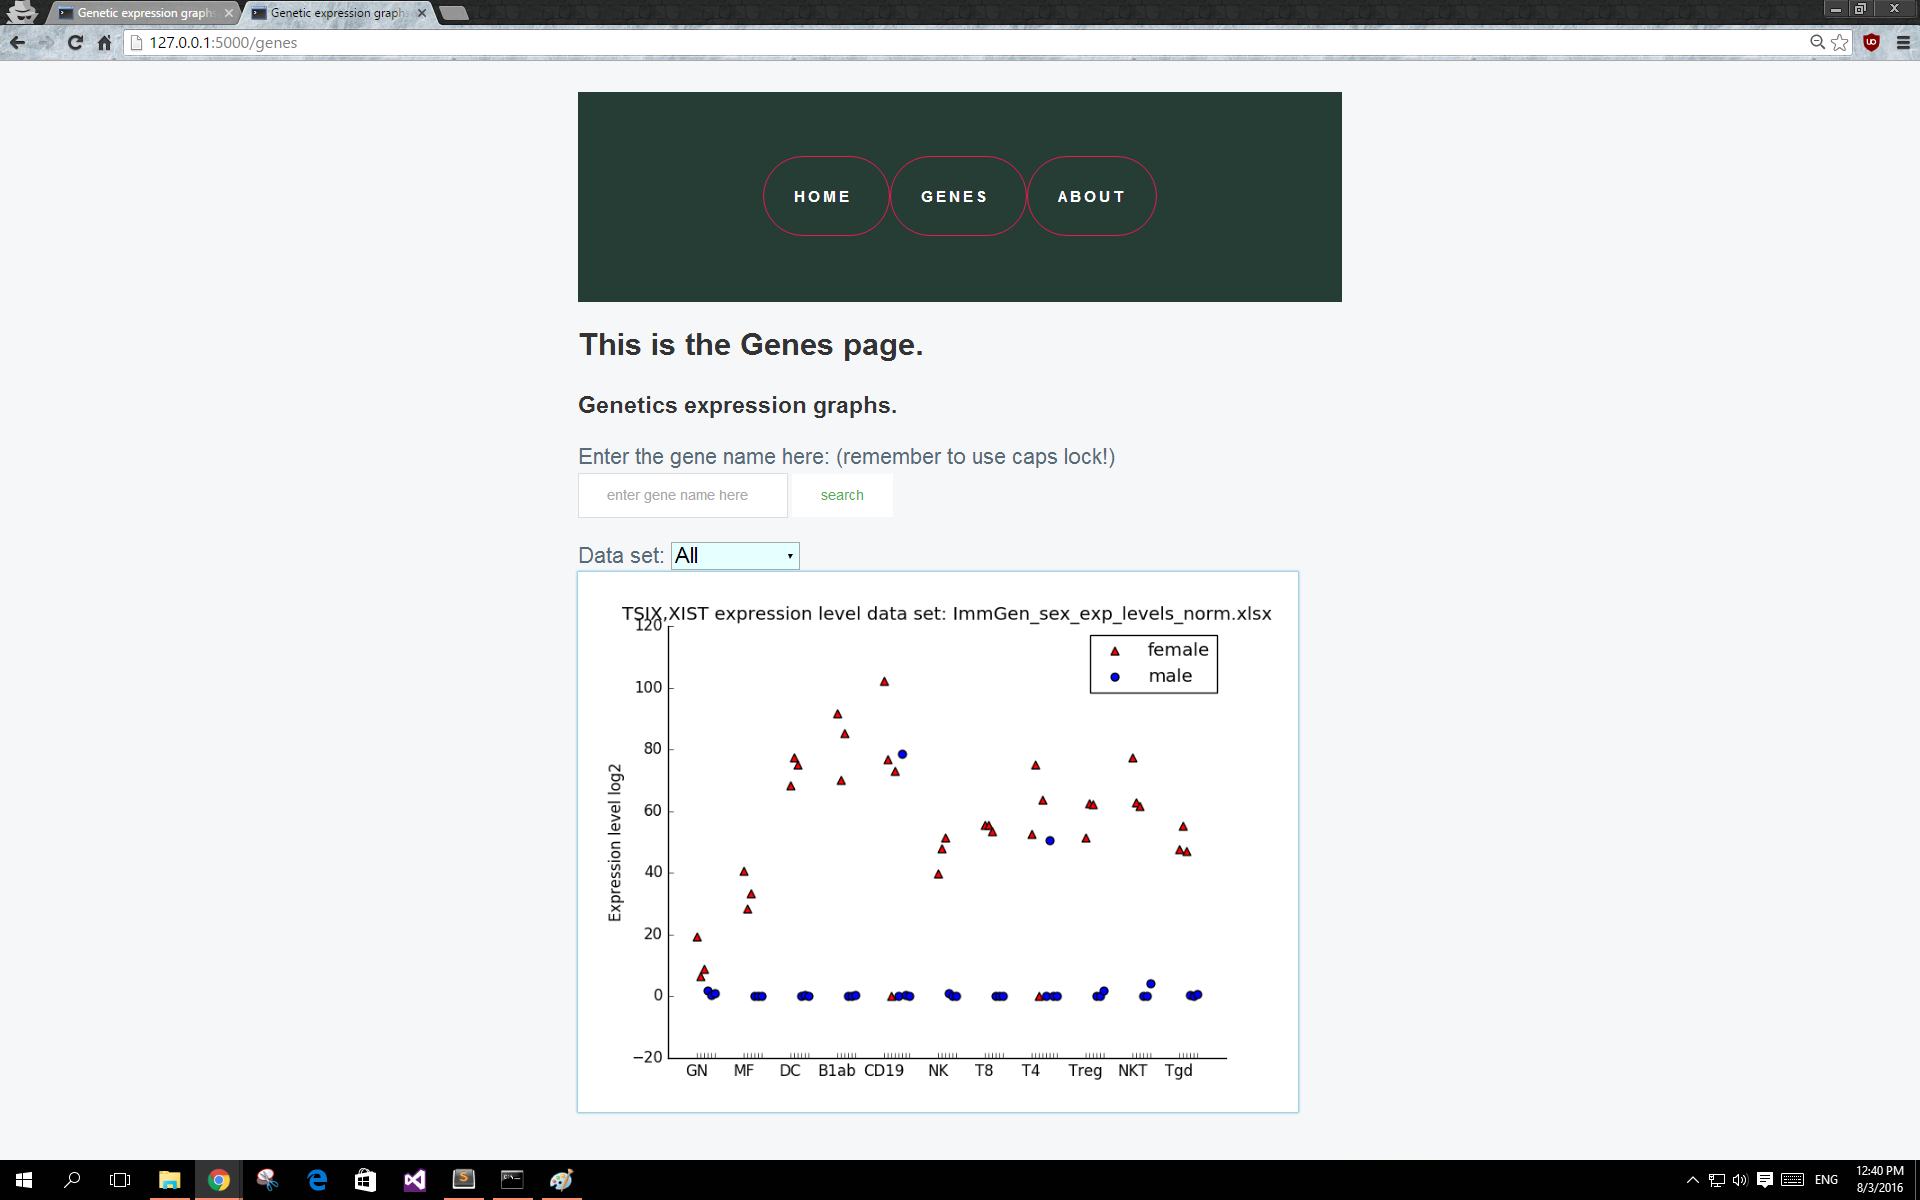 Genetic expression graph
Genetic expression graph
127.0.0.1:5000/genes
HOME
GENES
ABOUT
This is the Genes page.
Genetics expression graphs.
Enter the gene name here: (remember to use caps lock!)
enter gene name here
search
Data set: All
TSIX,XIST expression level data set: ImmGen_sex_exp_levels_norm.xlsx
female
male
Expression level log2
120
100
80
60
40
20
0
−20
GN MF DC B1ab CD19 NK T8 T4 Treg NKT Tgd
ENG
12:40 PM
8/3/2016